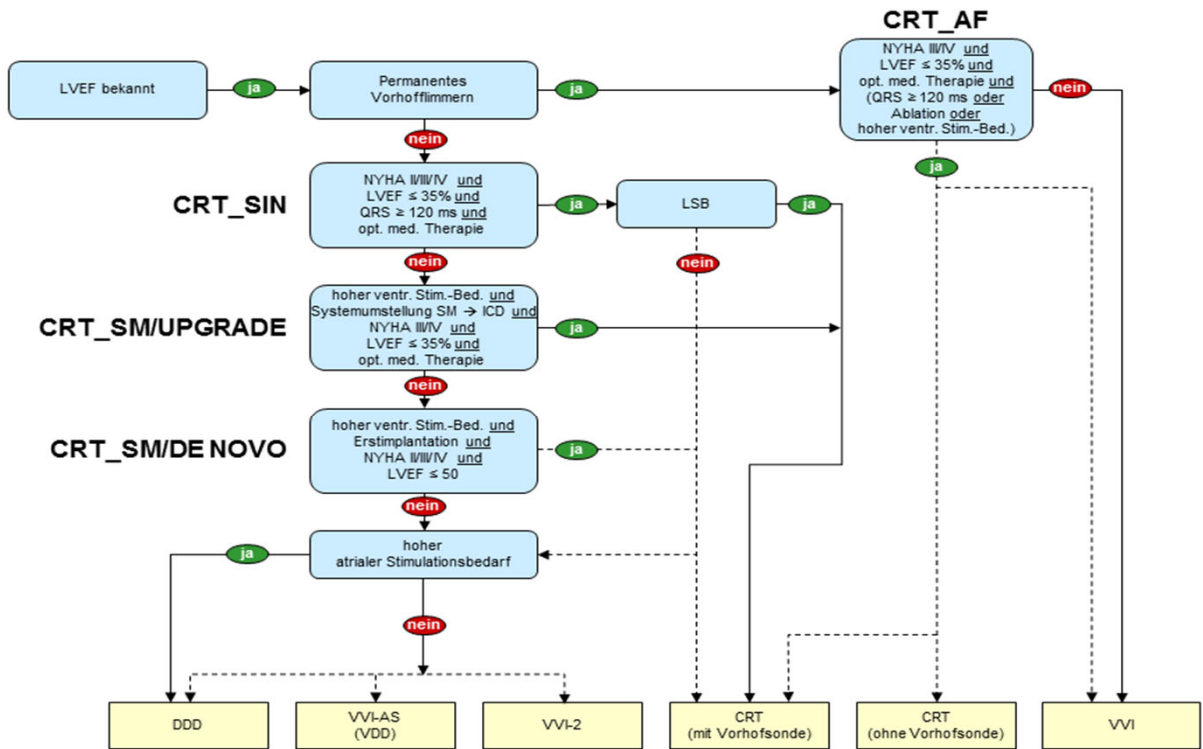 CRT_AF
LVEF bekannt
ja
Permanentes
Vorhofflimmern
ja
NYHA III/IV und
LVEF ≤ 35% und
opt. med. Therapie und
(QRS ≥ 120 ms oder
Ablation oder
hoher ventr. Stim.-Bed.)
nein
nein
ja
CRT_SIN
NYHA II/III/IV und
LVEF ≤ 35% und
QRS ≥ 120 ms und
opt. med. Therapie
ja
LSB
ja
nein
nein
CRT_SM/UPGRADE
hoher ventr. Stim.-Bed. und
Systemumstellung SM → ICD und
NYHA III/IV und
LVEF ≤ 35% und
opt. med. Therapie
ja
nein
CRT_SM/DE NOVO
hoher ventr. Stim.-Bed. und
Erstimplantation und
NYHA II/III/IV und
LVEF ≤ 50
ja
nein
ja
hoher
atrialer Stimulationsbedarf
nein
DDD
VVI-AS
(VDD)
VVI-2
CRT
(mit Vorhofsonde)
CRT
(ohne Vorhofsonde)
VVI